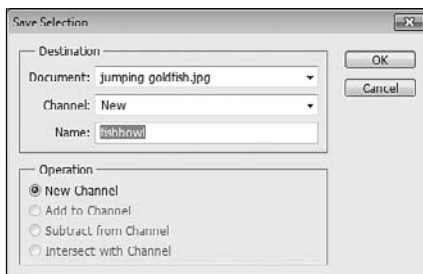 Save Selection
Destination
Document: jumping goldfish.jpg
Channel: New
Name: fishbowl
OK
Cancel
Operation
New Channel
Add to Channel
Subtract from Channel
Intersect with Channel